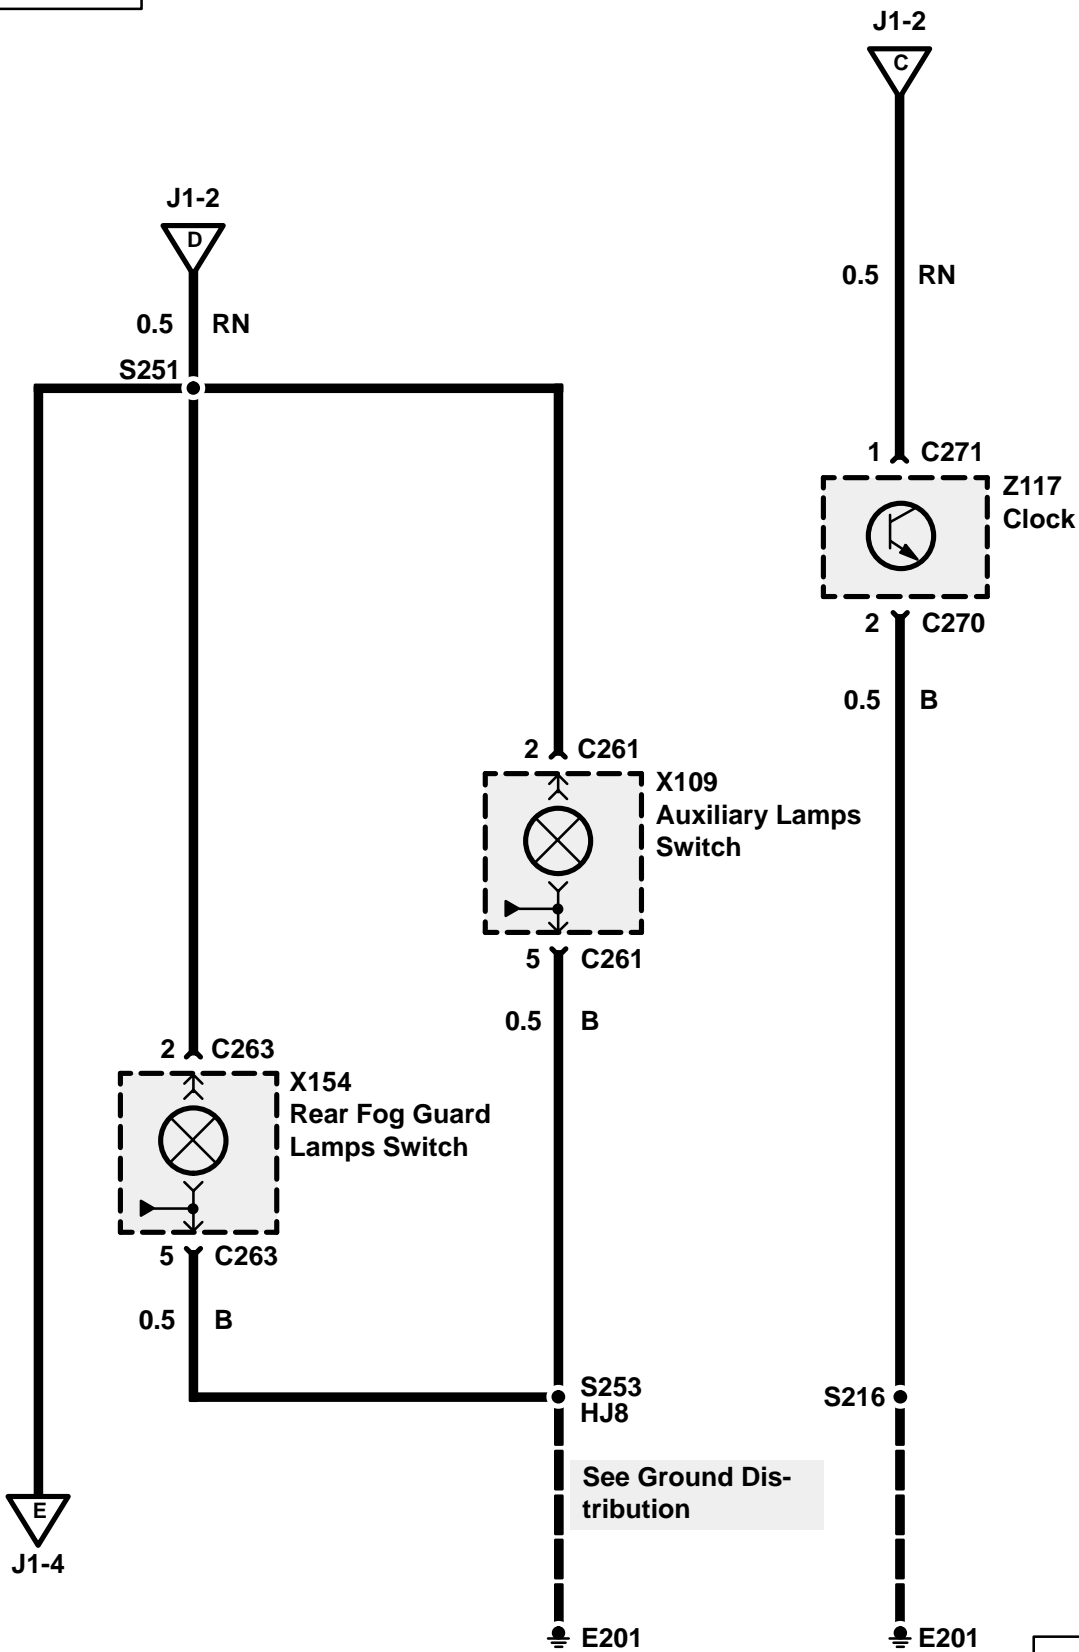 J1-2
C
J1-2
D
0.5 RN
0.5 RN
S251
1 C271
Z117
Clock
2 C270
0.5 B
2 C261
X109
Auxiliary Lamps
Switch
5 C261
0.5 B
2 C263
X154
Rear Fog Guard
Lamps Switch
5 C263
0.5 B
S253
HJ8
S216
See Ground Dis-
tribution
E
J1-4
E201
E201